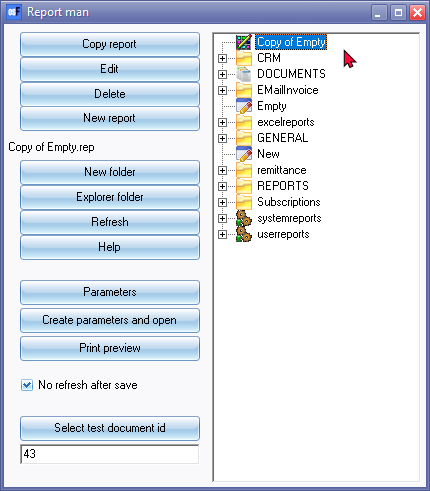 Report man
Copy report
Edit
Delete
New report
Copy of Empty.rep
New folder
Explorer folder
Refresh
Help
Parameters
Create parameters and open
Print preview
No refresh after save
Select test document id
43
Copy of Empty
CRM
DOCUMENTS
EMailInvoice
Empty
excelreports
GENERAL
New
remittance
REPORTS
Subscriptions
systemreports
userreports